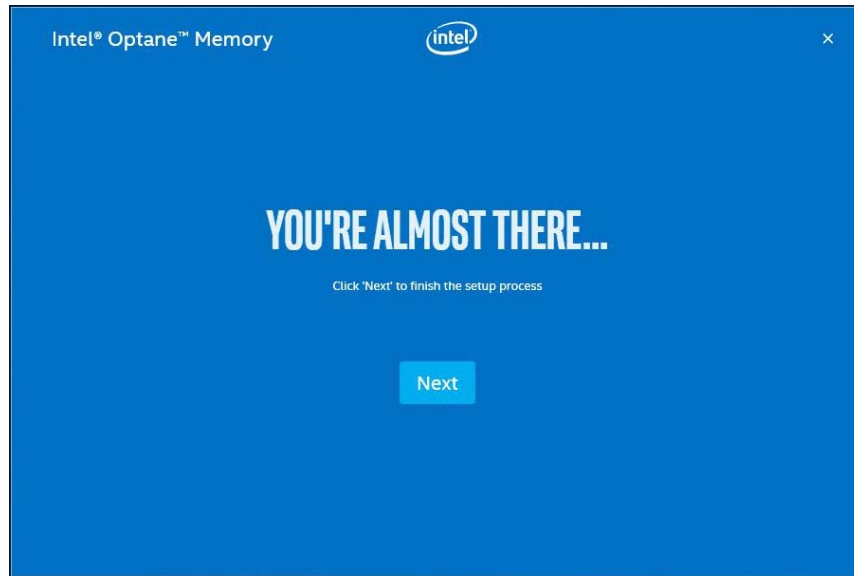 Intel® Optane™ Memory
intel
×
YOU'RE ALMOST THERE...
Click 'Next' to finish the setup process
Next